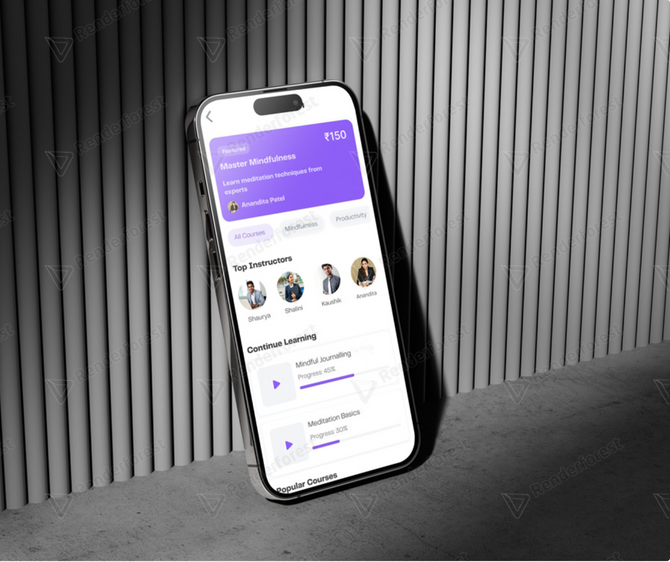 ₹150
Featured
Master Mindfulness
Learn meditation techniques from
experts
Anandita Patel
All Courses
Mindfulness
Productivity
Top Instructors
Shaurya
Shalini
Kaushik
Anandita
Continue Learning
Mindful Journalling
Progress 45%
Meditation Basics
Progress 30%
Popular Courses
Renderforest